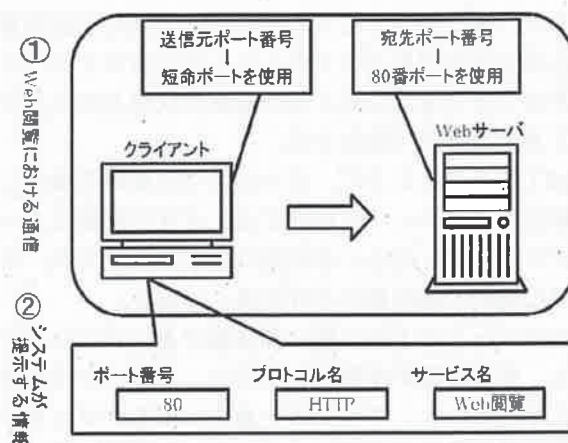 ① Web閲覧における通信
送信元ポート番号
短命ポートを使用
宛先ポート番号
80番ポートを使用
クライアント
Webサーバ
② システムが
提示する情報
ポート番号
プロトコル名
サービス名
80
HTTP
Web閲覧